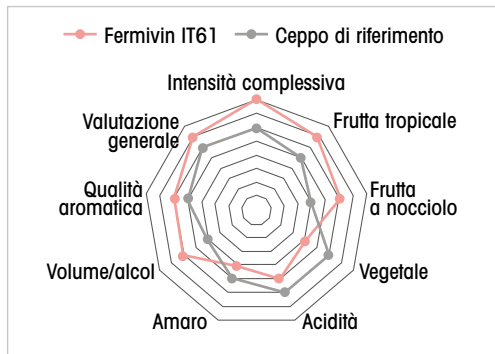 Fermivin IT61
Ceppo di riferimento
Intensità complessiva
Valutazione
generale
Frutta tropicale
Qualità
aromatica
Frutta
a nocciolo
Volume/alcol
Vegetale
Amaro
Acidità